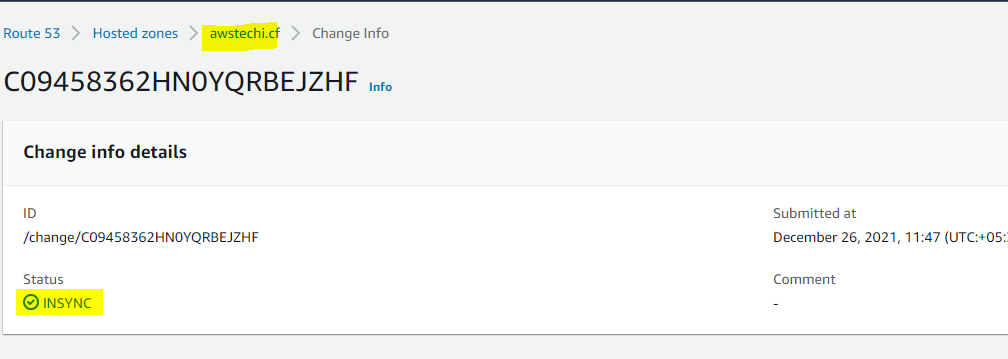 Route 53 > Hosted zones > awstechi.cf > Change Info
C09458362HN0YQRBEJZHF Info
Change info details
ID
/change/C09458362HN0YQRBEJZHF
Submitted at
December 26, 2021, 11:47 (UTC:+05:
Status
INSYNC
Comment
-